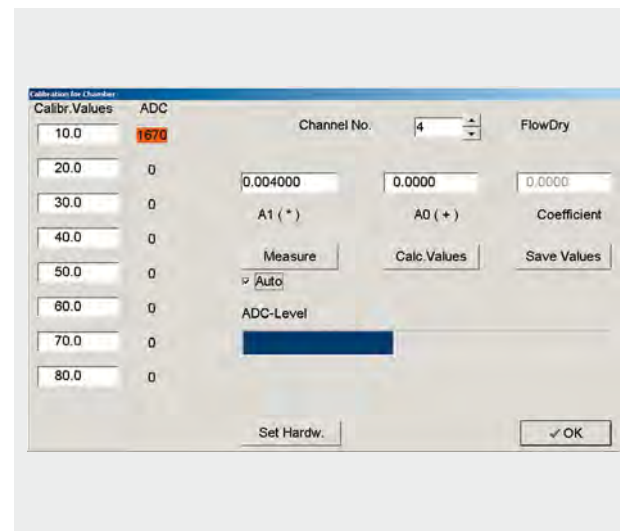 Calibration for Chamber
Calibr.Values ADC
Channel No. 4 FlowDry
10.0 1670
20.0 0
0.004000 0.0000 0.0000
30.0 0
A1 ( * ) A0 ( + ) Coefficient
40.0 0
Measure Calc.Values Save Values
50.0 0
Auto
60.0 0
ADC-Level
70.0 0
80.0 0
Set Hardw. OK